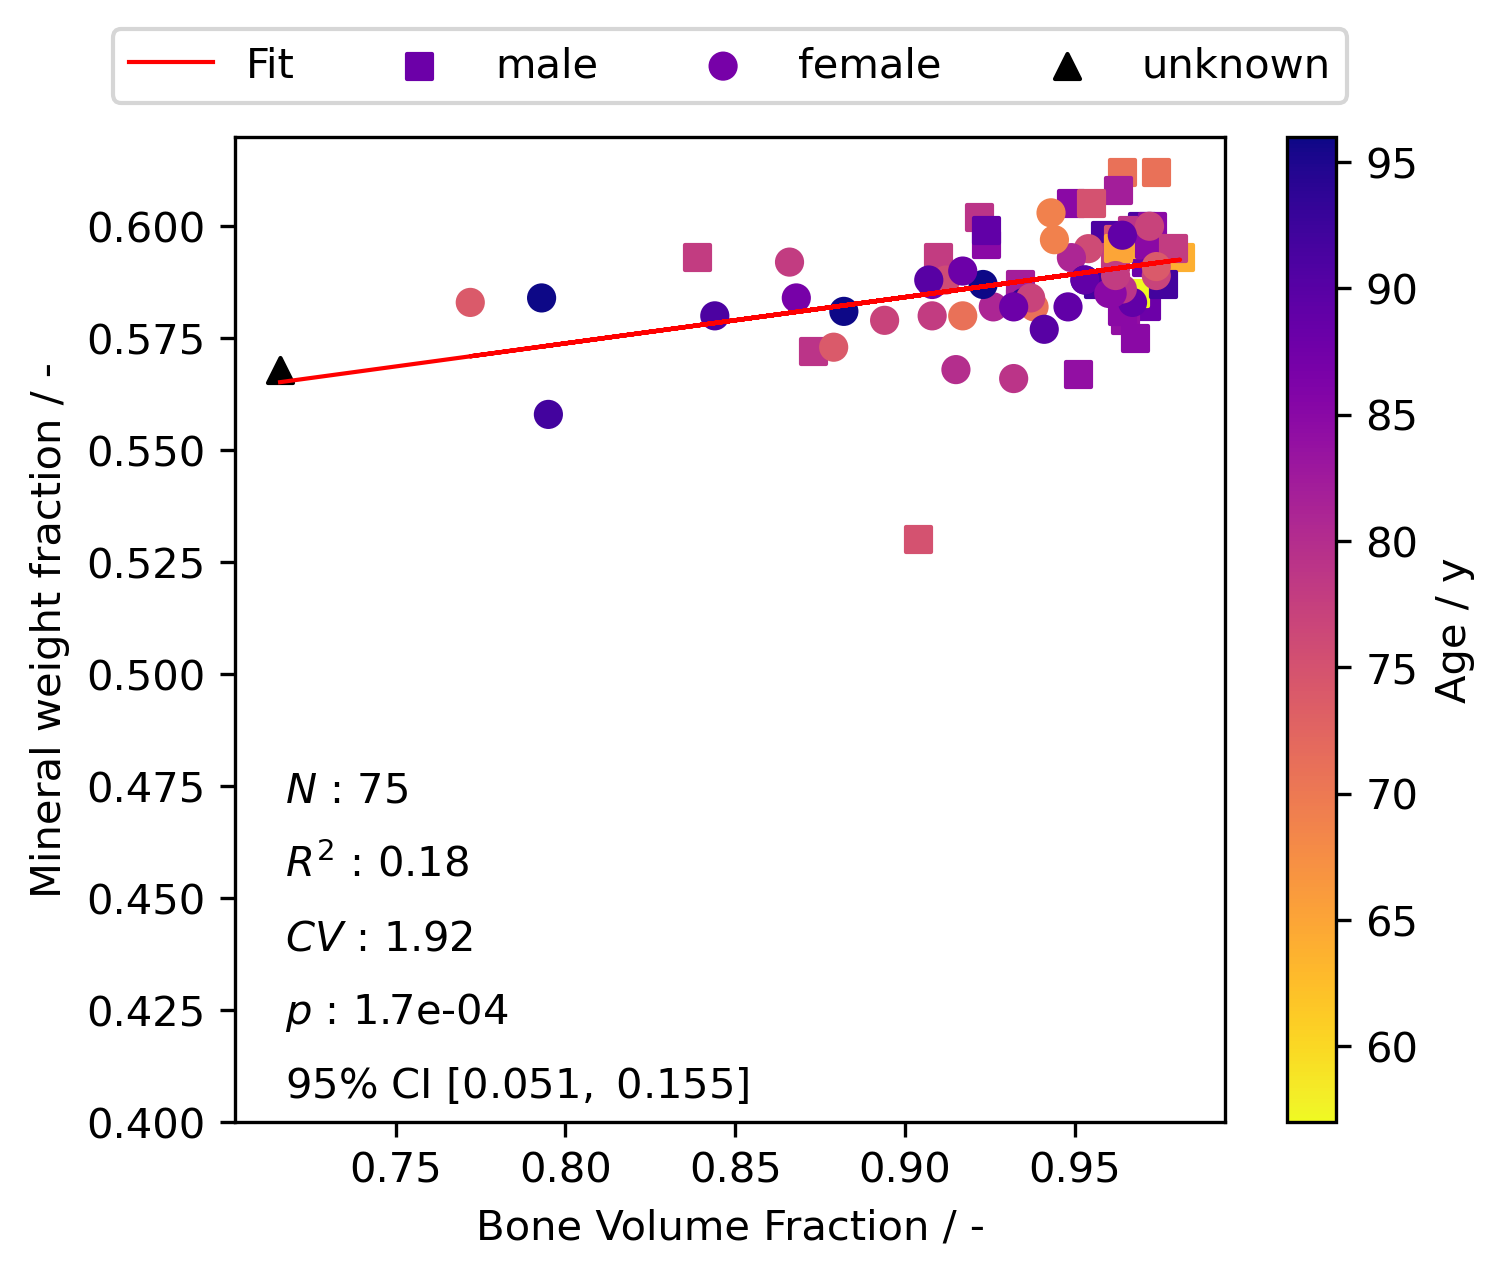 Fit male female unknown
Mineral weight fraction / -
0.600
0.575
0.550
0.525
0.500
0.475
0.450
0.425
0.400
N : 75
R² : 0.18
CV : 1.92
p : 1.7e-04
95% CI [0.051, 0.155]
0.75 0.80 0.85 0.90 0.95
Bone Volume Fraction / -
95
90
85
80
75
70
65
60
Age / y